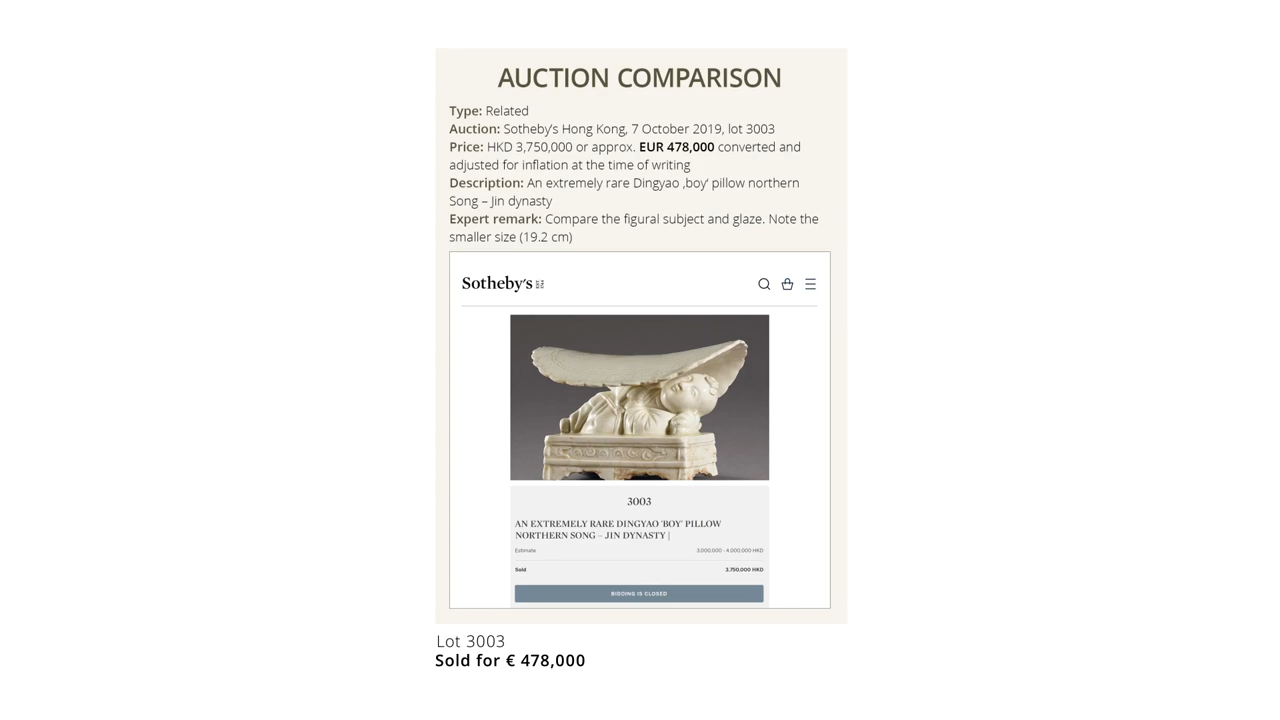 AUCTION COMPARISON
Type: Related
Auction: Sotheby's Hong Kong, 7 October 2019, lot 3003
Price: HKD 3,750,000 or approx. EUR 478,000 converted and
adjusted for inflation at the time of writing
Description: An extremely rare Dingyao ‚boy' pillow northern
Song – Jin dynasty
Expert remark: Compare the figural subject and glaze. Note the
smaller size (19.2 cm)
Sotheby's
3003
AN EXTREMELY RARE DINGYAO 'BOY' PILLOW
NORTHERN SONG – JIN DYNASTY |
Estimate 3,000,000 - 4,000,000 HKD
Sold 3,750,000 HKD
BIDDING IS CLOSED
Lot 3003
Sold for € 478,000